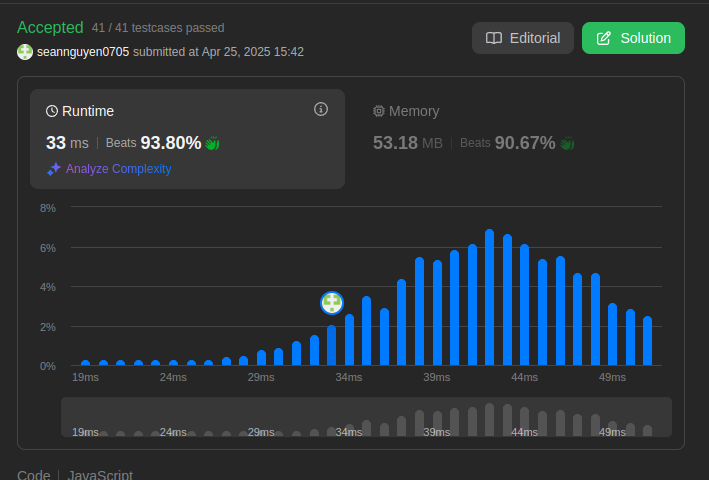 Accepted 41 / 41 testcases passed
seannguyen0705 submitted at Apr 25, 2025 15:42
Editorial
Solution
Runtime
33 ms | Beats 93.80%
Analyze Complexity
Memory
53.18 MB | Beats 90.67%
8%
6%
4%
2%
0%
19ms 24ms 29ms 34ms 39ms 44ms 49ms
19ms 24ms 29ms 34ms 39ms 44ms 49ms
Code | JavaScript